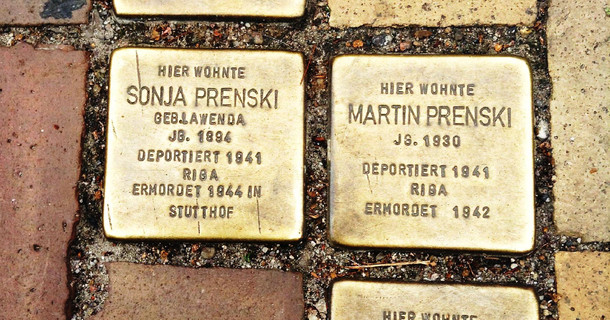 HIER WOHNTE
SONJA PRENSKI
GEB.LAWENDA
JG. 1894
DEPORTIERT 1941
RIGA
ERMORDET 1944 IN
STUTTHOF
HIER WOHNTE
MARTIN PRENSKI
JG. 1930
DEPORTIERT 1941
RIGA
ERMORDET 1942
HIER WOHNTE